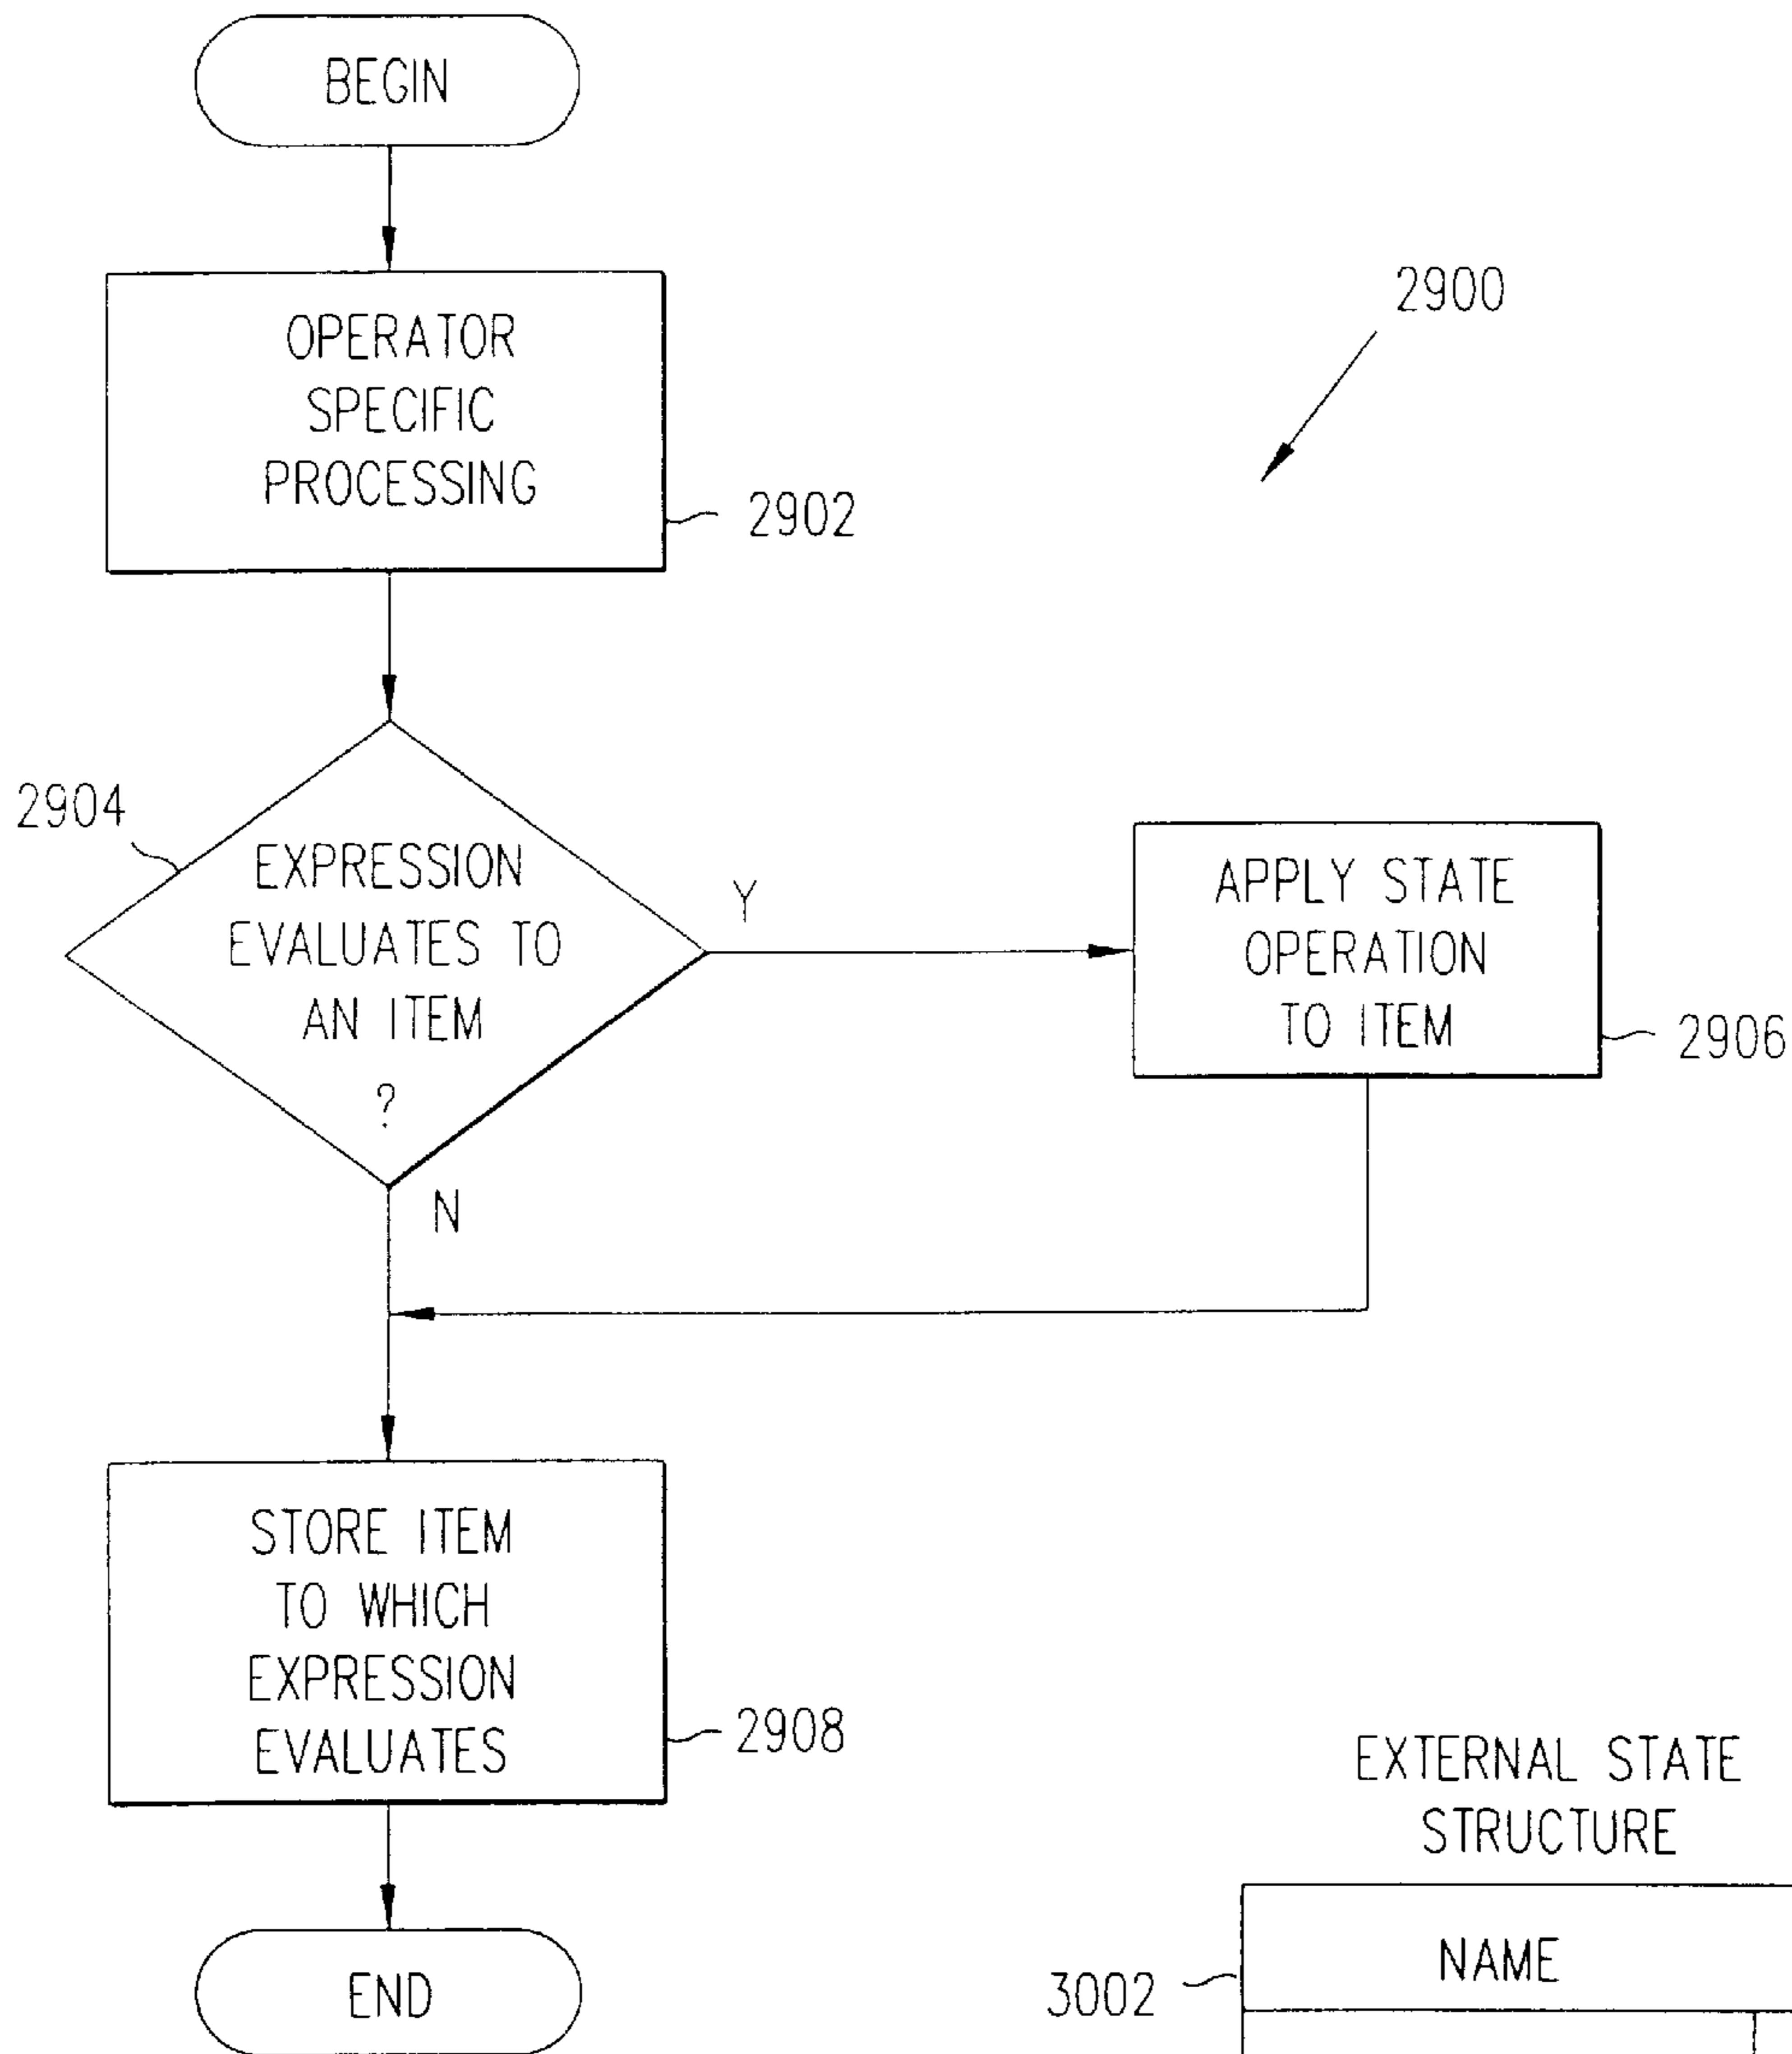 BEGIN
OPERATOR
SPECIFIC
PROCESSING
2902
2900
2904
EXPRESSION
EVALUATES TO
AN ITEM
?
Y
N
APPLY STATE
OPERATION
TO ITEM
2906
STORE ITEM
TO WHICH
EXPRESSION
EVALUATES
2908
END
EXTERNAL STATE
STRUCTURE
NAME
3002